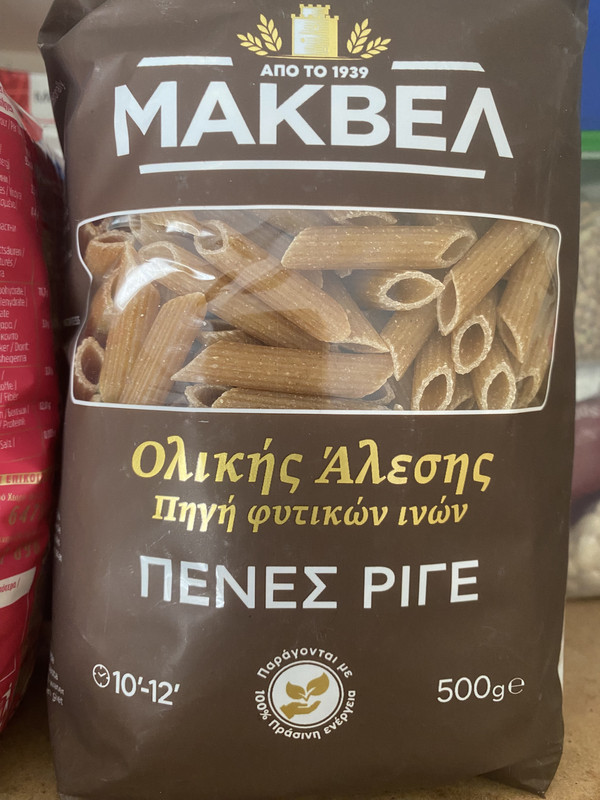 ΑΠΟ ΤΟ 1939
ΜΑΚΒΕΛ
Ολικής Άλεσης
Πηγή φυτικών ινών
ΠΕΝΕΣ ΡΙΓΕ
10′-12′
Παράγονται με
100% Πράσινη ενέργεια
500g℮